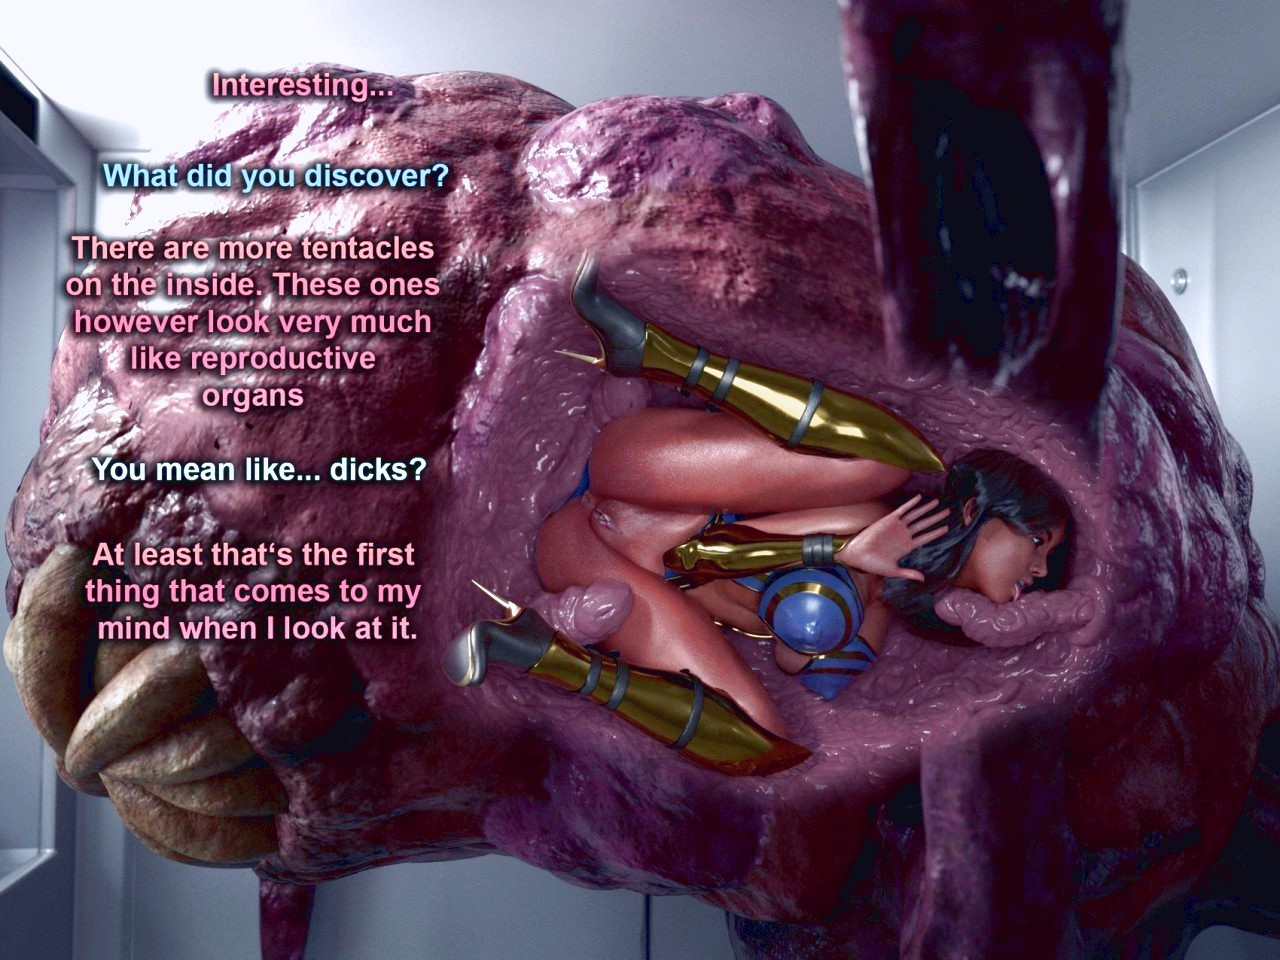 Interesting...
What did you discover?
There are more tentacles
on the inside. These ones
however look very much
like reproductive
organs
You mean like... dicks?
At least that‘s the first
thing that comes to my
mind when I look at it.